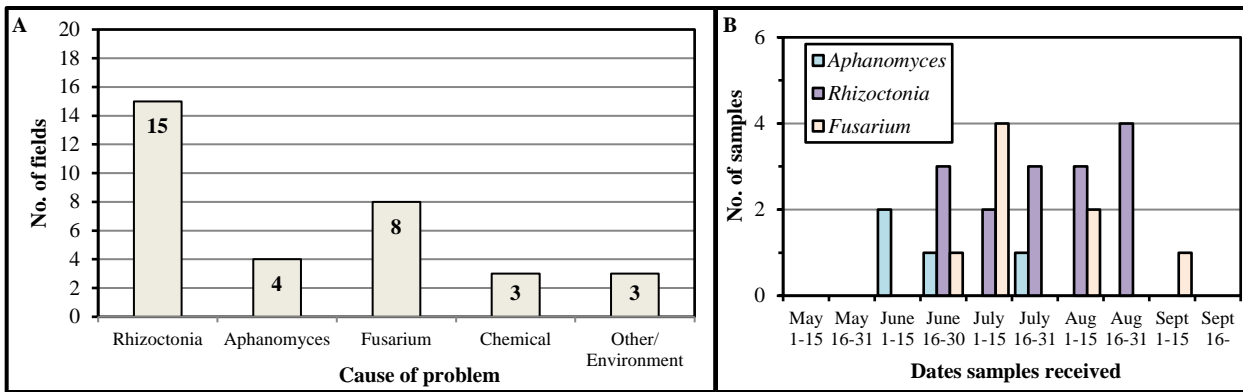 A
No. of fields
20
18
16
14
12
10
8
6
4
2
0
15
4
8
3
3
Rhizoctonia
Aphanomyces
Fusarium
Chemical
Other/
Environment
Cause of problem
B
No. of samples
6
4
2
0
Aphanomyces
Rhizoctonia
Fusarium
May May June June July July Aug Aug Sept Sept
1-15 16-31 1-15 16-30 1-15 16-31 1-15 16-31 1-15 16-
Dates samples received